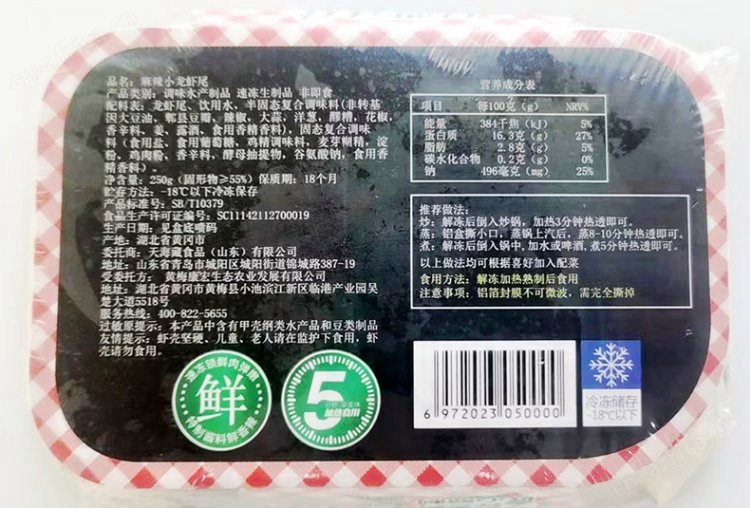 品名：麻辣小龙虾尾
产品类别：调味水产制品 速冻生制品 非即食
配料表：龙虾尾、饮用水、半固态复合调味料(非转基
因大豆油、郫县豆瓣、辣椒、大蒜、洋葱、醪糟、花椒、
香辛料、姜、露酒、食用香精香料)，固态复合调味
料（食用盐、食用葡萄糖、鸡精调味料、麦芽糊精，淀
粉，鸡肉粉、香辛料、酵母抽提物，谷氨酸钠，食用香
精香料）。
净含量：250g（固形物≥55%）保质期：18个月
贮存方法：-18℃以下冷冻保存
产品标准号：SB/T10379
食品生产许可证编号：SC11142112700019
生产日期：见盒底喷码
产地：湖北省黄冈市
委托商：天海藏食品（山东）有限公司
地址：山东省青岛市城阳区城阳街道锦城路387-19
受委托方：黄梅康宏生态农业发展有限公司
地址：湖北省黄冈市黄梅县小池滨江新区临港产业园吴
楚大道5518号
服务热线：400-822-5655
过敏原提示：本产品中含有甲壳纲类水产品和豆类制品
友情提示：虾壳坚硬、儿童、老人请在监护下食用，虾
壳请勿食用。
营养成分表
项目 每100克（g） NRV%
能量 384千焦（kJ） 5%
蛋白质 16.3克（g） 27%
脂肪 2.8克（g） 5%
碳水化合物 0.2克（g） 0%
钠 496毫克（mg） 25%
推荐做法：
炒：解冻后倒入炒锅，加热3分钟热透即可。
蒸：铝盒撕小口，蒸锅上汽后，蒸8-10分钟热透即可。
煮：解冻后倒入锅中，加水或啤酒，煮5分钟热透即可。
以上做法均可根据喜好加入配菜
食用方法：解冻加热熟制后食用
注意事项：铝箔封膜不可微波，需完全撕掉
速冻锁鲜肉弹嫩
鲜
5
加热食用
6 972023 050000
冷冻储存
-18℃以下